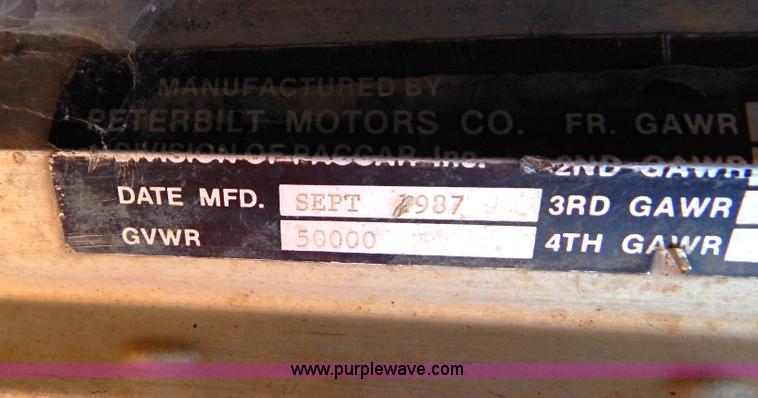 MANUFACTURED BY
PETERBILT MOTORS CO. FR. GAWR
A DIVISION OF PACCAR Inc. 2ND GAWR
DATE MFD. SEPT 1987 3RD GAWR
GVWR 50000 4TH GAWR
www.purplewave.com